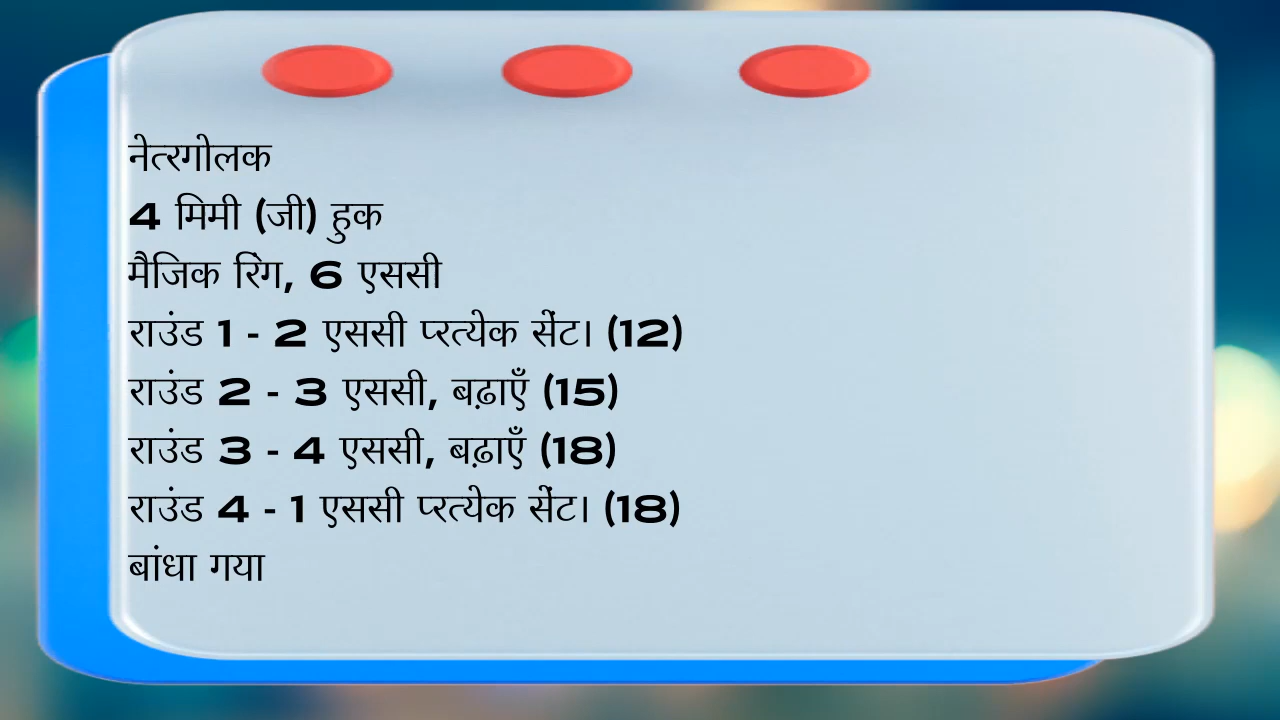 नेत्रगोलक
4 मिमी (जी) हुक
मैजिक रिंग, 6 एससी
राउंड 1 - 2 एससी प्रत्येक सेंट। (12)
राउंड 2 - 3 एससी, बढ़ाएँ (15)
राउंड 3 - 4 एससी, बढ़ाएँ (18)
राउंड 4 - 1 एससी प्रत्येक सेंट। (18)
बांधा गया